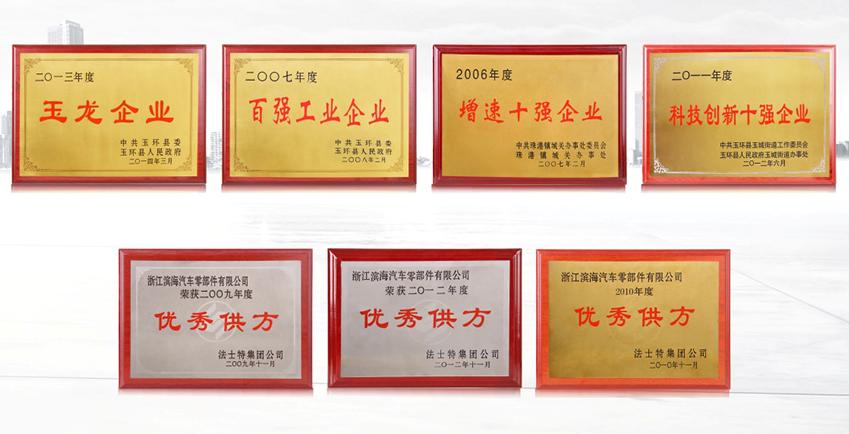 二〇一三年度
玉龙企业
中共玉环县委
玉环县人民政府
二〇一四年三月
二〇〇七年度
百强工业企业
中共玉环县委
玉环县人民政府
二〇〇八年二月
2006年度
增速十强企业
中共珠港镇城关办事处委员会
珠港镇城关办事处
二〇〇七年二月
二〇一一年度
科技创新十强企业
中共玉环县玉城街道工作委员会
玉环县人民政府玉城街道办事处
二〇一二年六月
浙江滨海汽车零部件有限公司
荣获二〇〇九年度
优秀供方
法士特集团公司
二〇〇九年十一月
浙江滨海汽车零部件有限公司
荣获二〇一二年度
优秀供方
法士特集团公司
二〇一二年十一月
浙江滨海汽车零部件有限公司
2010年度
优秀供方
法士特集团公司
二〇一〇年十一月